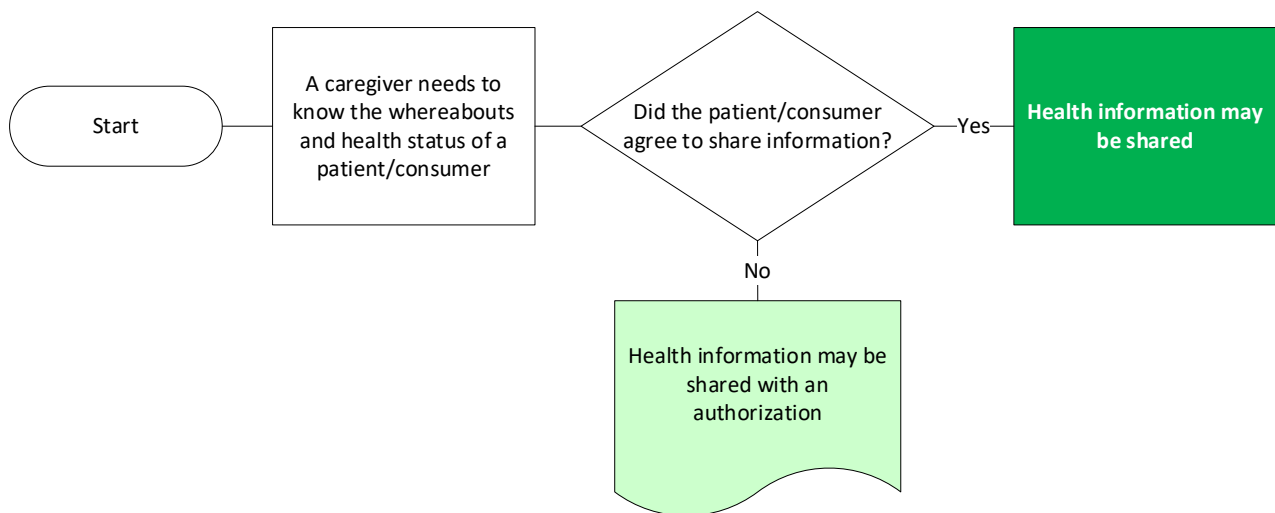 Start
A caregiver needs to
know the whereabouts
and health status of a
patient/consumer
Did the patient/consumer
agree to share information?
Yes
Health information may
be shared
No
Health information may be
shared with an
authorization